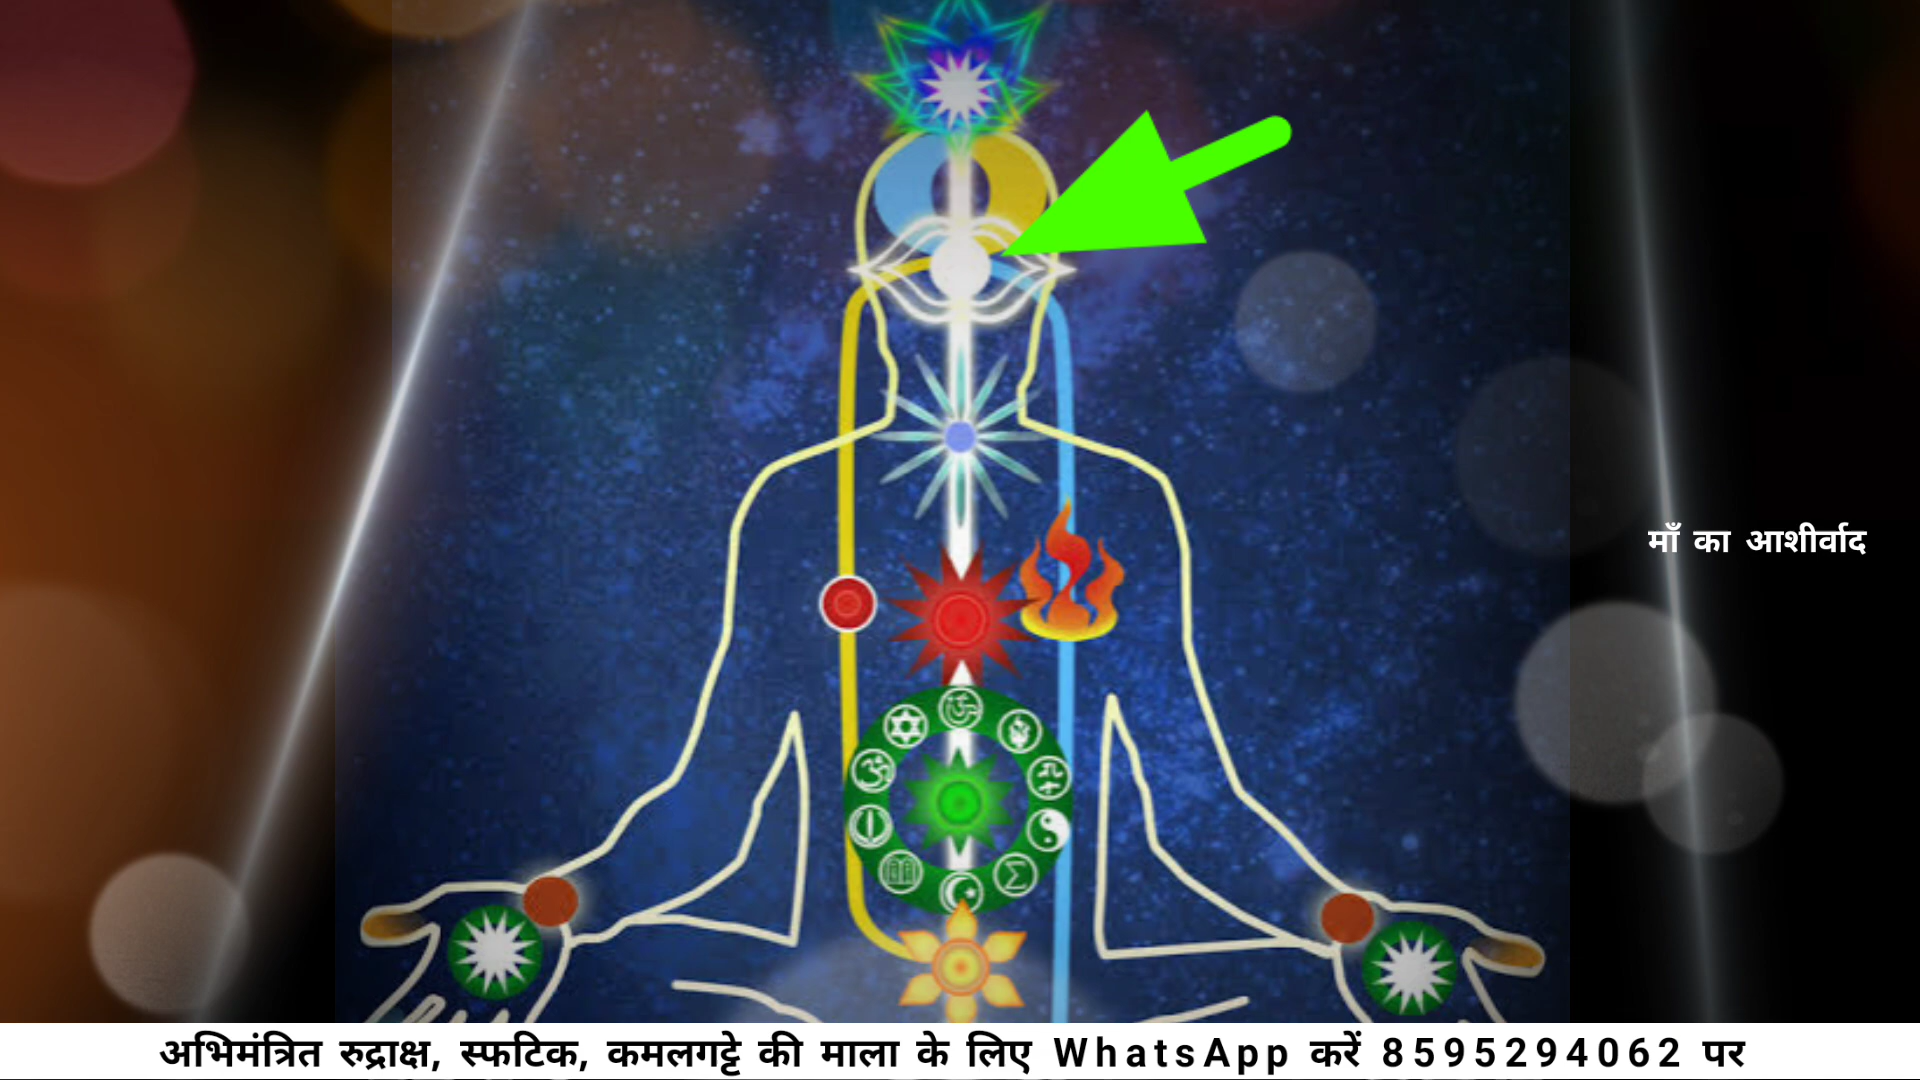 माँ का आशीर्वाद
अभिमंत्रित रुद्राक्ष, स्फटिक, कमलगट्टे की माला के लिए WhatsApp करें 8595294062 पर